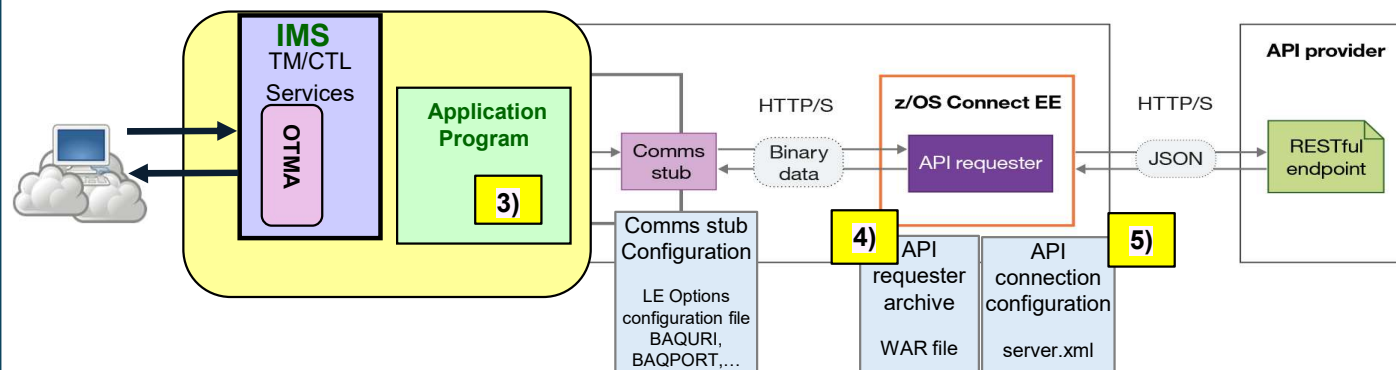 IMS
TM/CTL
Services
OTMA
Application
Program
3)
Comms
stub
HTTP/S
Binary
data
z/OS Connect EE
API requester
HTTP/S
JSON
API provider
RESTful
endpoint
Comms stub
Configuration
LE Options
configuration file
BAQURI,
BAQPORT,...
4)
API
requester
archive
WAR file
API
connection
configuration
server.xml
5)